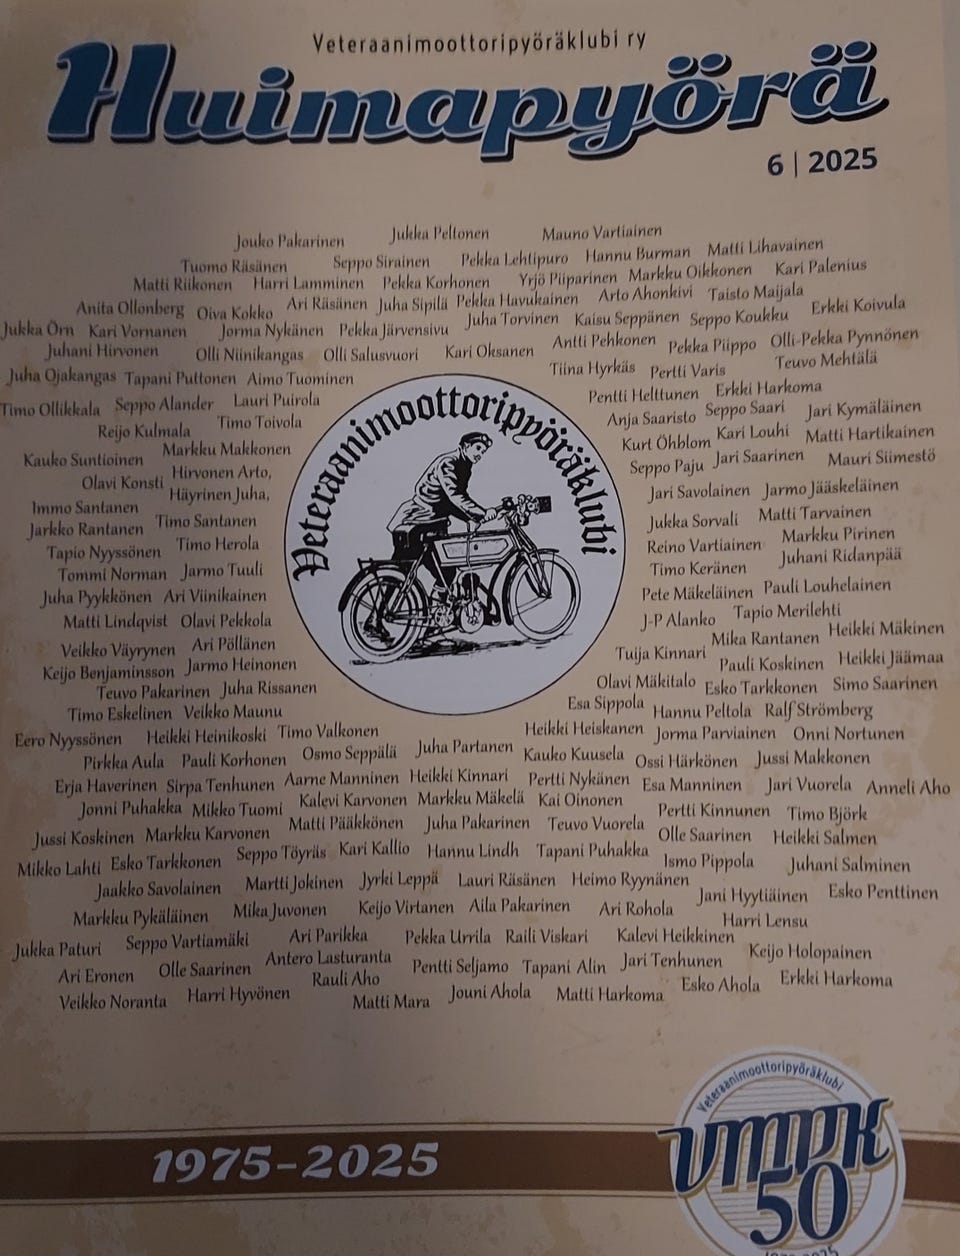 Veteraanimoottoripyöräklubi ry
Huimapyörä
6 | 2025
Jouko Pakarinen Jukka Peltonen Mauno Vartiainen
Tuomo Räsänen Seppo Sirainen Pekka Lehtipuro Hannu Burman Matti Lihavainen
Matti Riikonen Harri Lamminen Pekka Korhonen Yrjö Piiparinen Markku Oikkonen Kari Palenius
Anita Ollonberg Oiva Kokko Ari Räsänen Juha Sipilä Pekka Havukainen Arto Ahonkivi Taisto Maijala
Jukka Örn Kari Vornanen Jorma Nykänen Pekka Järvensivu Juha Torvinen Kaisu Seppänen Seppo Koukku Erkki Koivula
Juhani Hirvonen Olli Niinikangas Olli Salusvuori Kari Oksanen Antti Pehkonen Pekka Piippo Olli-Pekka Pynnönen
Juha Ojakangas Tapani Puttonen Aimo Tuominen Tiina Hyrkäs Pertti Varis Teuvo Mehtälä
Timo Ollikkala Seppo Alander Lauri Puirola Pentti Helttunen Erkki Harkoma
Reijo Kulmala Timo Toivola Anja Saaristo Seppo Saari Jari Kymäläinen
Kauko Suntioinen Markku Makkonen Kurt Öhblom Kari Louhi Matti Hartikainen
Olavi Konsti Hirvonen Arto, Seppo Paju Jari Saarinen Mauri Siimestö
Immo Santanen Häyrinen Juha, Jari Savolainen Jarmo Jääskeläinen
Jarkko Rantanen Timo Santanen Jukka Sorvali Matti Tarvainen
Tapio Nyyssönen Timo Herola Reino Vartiainen Markku Pirinen
Tommi Norman Jarmo Tuuli Timo Keränen Juhani Ridanpää
Juha Pyykkönen Ari Viinikainen Pete Mäkeläinen Pauli Louhelainen
Matti Lindqvist Olavi Pekkola J-P Alanko Tapio Merilehti
Veteraanimoottoripyöräklubi
Veikko Väyrynen Ari Pöllänen Tuija Kinnari Mika Rantanen Heikki Mäkinen
Keijo Benjaminsson Jarmo Heinonen Pauli Koskinen Heikki Jäämaa
Teuvo Pakarinen Juha Rissanen Olavi Mäkitalo Esko Tarkkonen Simo Saarinen
Timo Eskelinen Veikko Maunu Esa Sippola Hannu Peltola Ralf Strömberg
Eero Nyyssönen Heikki Heinikoski Timo Valkonen Heikki Heiskanen Jorma Parviainen Onni Nortunen
Pirkka Aula Pauli Korhonen Osmo Seppälä Juha Partanen Kauko Kuusela Ossi Härkönen Jussi Makkonen
Erja Haverinen Sirpa Tenhunen Aarne Manninen Heikki Kinnari Pertti Nykänen Esa Manninen Jari Vuorela Anneli Aho
Jonni Puhakka Mikko Tuomi Kalevi Karvonen Markku Mäkelä Kai Oinonen Pertti Kinnunen Timo Björk
Jussi Koskinen Markku Karvonen Matti Pääkkönen Juha Pakarinen Teuvo Vuorela Olle Saarinen Heikki Salmen
Mikko Lahti Esko Tarkkonen Seppo Töyräs Kari Kallio Hannu Lindh Tapani Puhakka Ismo Pippola Juhani Salminen
Jaakko Savolainen Martti Jokinen Jyrki Leppä Lauri Räsänen Heimo Ryynänen Jani Hyytiäinen Esko Penttinen
Markku Pykäläinen Mika Juvonen Keijo Virtanen Aila Pakarinen Ari Rohola Harri Lensu
Jukka Paturi Seppo Vartiamäki Ari Parikka Pekka Urrila Raili Viskari Kalevi Heikkinen
Ari Eronen Olle Saarinen Antero Lasturanta Pentti Seljamo Tapani Alin Jari Tenhunen Keijo Holopainen
Veikko Noranta Harri Hyvönen Rauli Aho Matti Mara Jouni Ahola Matti Harkoma Esko Ahola Erkki Harkoma
Veteraanimoottoripyöräklubi
VMPK
50
1975-2025
1975-2025